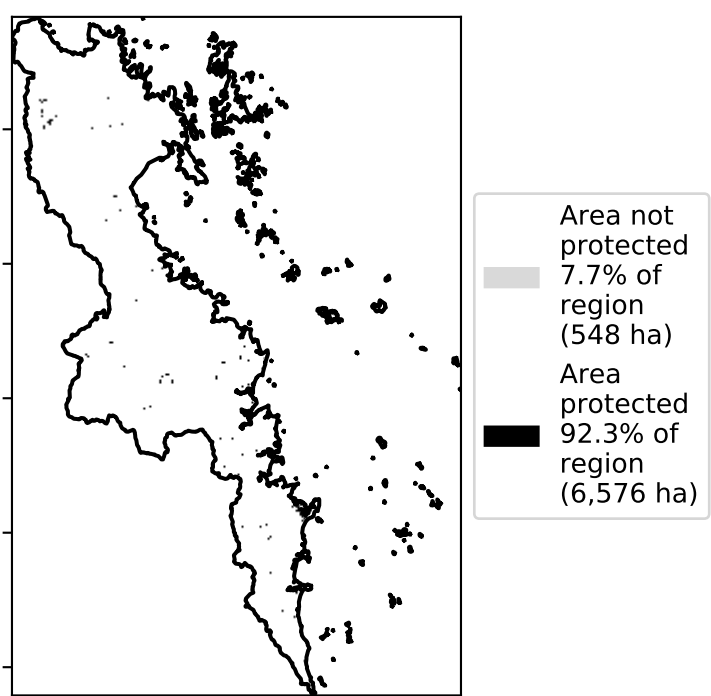 Area not
protected
7.7% of
region
(548 ha)
Area
protected
92.3% of
region
(6,576 ha)